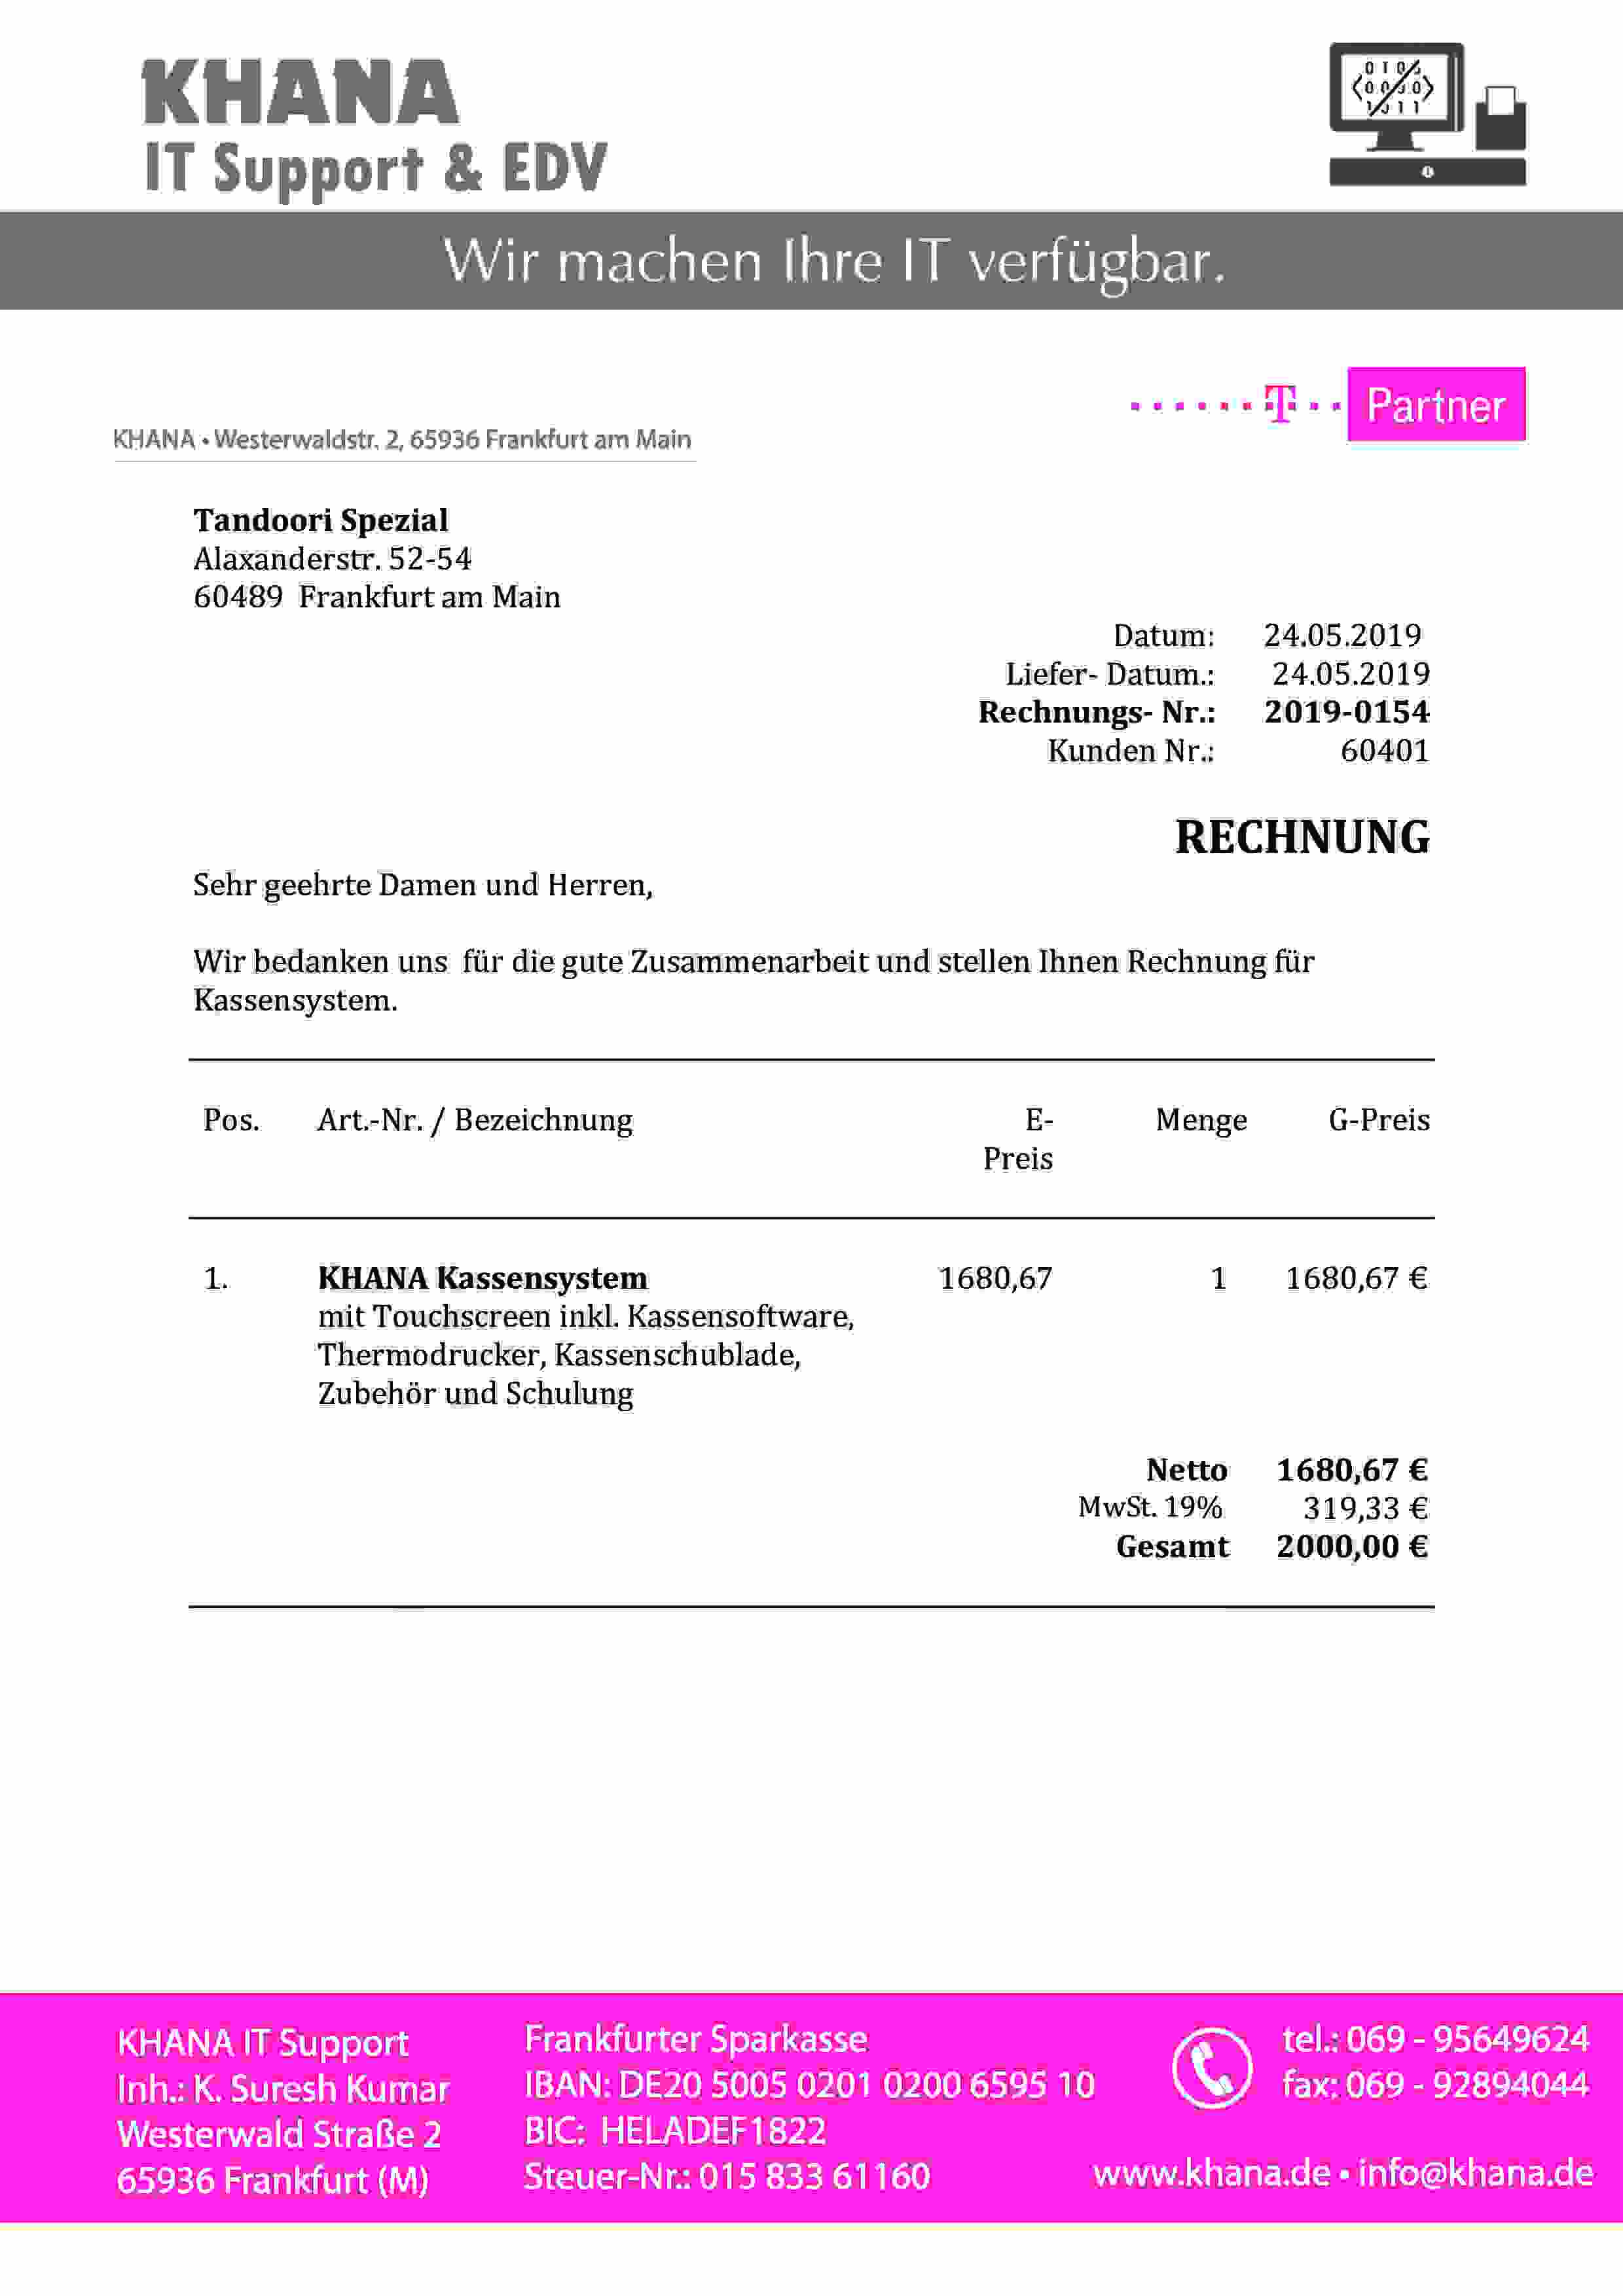 KHANA
IT Support & EDV
Wir machen Ihre IT verfügbar.
T Partner
KHANA • Westerwaldstr. 2, 65936 Frankfurt am Main
Tandoori Spezial
Alaxanderstr. 52-54
60489 Frankfurt am Main
Datum: 24.05.2019
Liefer- Datum.: 24.05.2019
Rechnungs- Nr.: 2019-0154
Kunden Nr.: 60401
RECHNUNG
Sehr geehrte Damen und Herren,
Wir bedanken uns für die gute Zusammenarbeit und stellen Ihnen Rechnung für
Kassensystem.
Pos. Art.-Nr. / Bezeichnung E- Menge G-Preis
Preis
1. KHANA Kassensystem 1680,67 1 1680,67 €
mit Touchscreen inkl. Kassensoftware,
Thermodrucker, Kassenschublade,
Zubehör und Schulung
Netto 1680,67 €
MwSt. 19% 319,33 €
Gesamt 2000,00 €
KHANA IT Support
Inh.: K. Suresh Kumar
Westerwald Straße 2
65936 Frankfurt (M)
Frankfurter Sparkasse
IBAN: DE20 5005 0201 0200 6595 10
BIC: HELADEF1822
Steuer-Nr.: 015 833 61160
tel.: 069 - 95649624
fax: 069 - 92894044
www.khana.de • info@khana.de